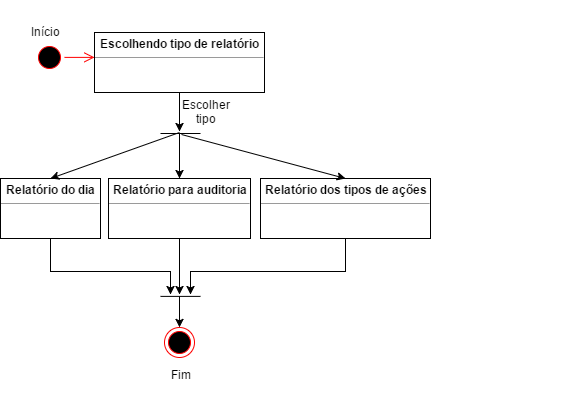 Início
Escolhendo tipo de relatório
Escolher
tipo
Relatório do dia
Relatório para auditoria
Relatório dos tipos de ações
Fim